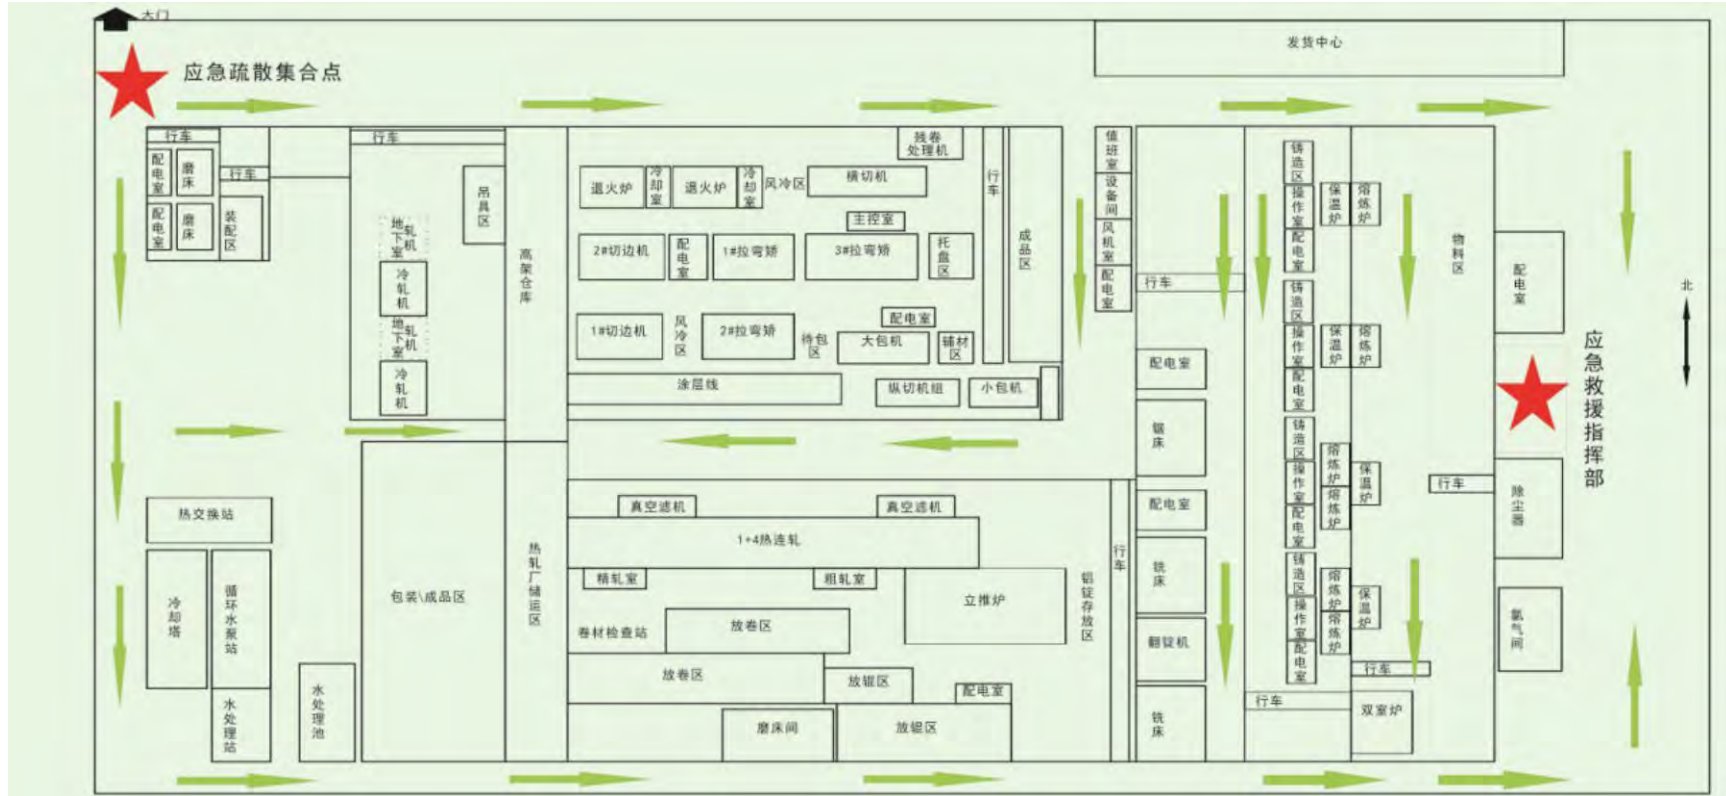 大门
应急疏散集合点
发货中心
行车
配电室
磨床
行车
配电室
磨床
装配区
行车
吊具区
地下室
轧机
冷轧机
地下室
轧机
冷轧机
高架仓库
残卷
处理机
退火炉
冷却室
退火炉
冷却室
风冷区
横切机
主控室
2#切边机
配电室
1#拉弯矫
3#拉弯矫
托盘区
行车
成品区
1#切边机
风冷区
2#拉弯矫
待包区
配电室
大包机
辅材区
涂层线
纵切机组
小包机
值班室
设备间
风机室
配电室
行车
配电室
锯床
配电室
铣床
翻锭机
铣床
铸造区
操作室
配电室
保温炉
熔炼炉
铸造区
操作室
配电室
保温炉
熔炼炉
铸造区
操作室
配电室
熔炼炉
熔炼炉
保温炉
铸造区
操作室
配电室
熔炼炉
熔炼炉
保温炉
行车
行车
双室炉
物料区
行车
配电室
北
应急救援指挥部
除尘器
氩气间
热交换站
冷却塔
循环水泵站
水处理站
水处理池
包装\成品区
热轧厂储运区
真空滤机
真空滤机
1+4热连轧
精轧室
粗轧室
立推炉
铝锭存放区
行车
卷材检查站
放卷区
放卷区
放辊区
配电室
磨床间
放辊区